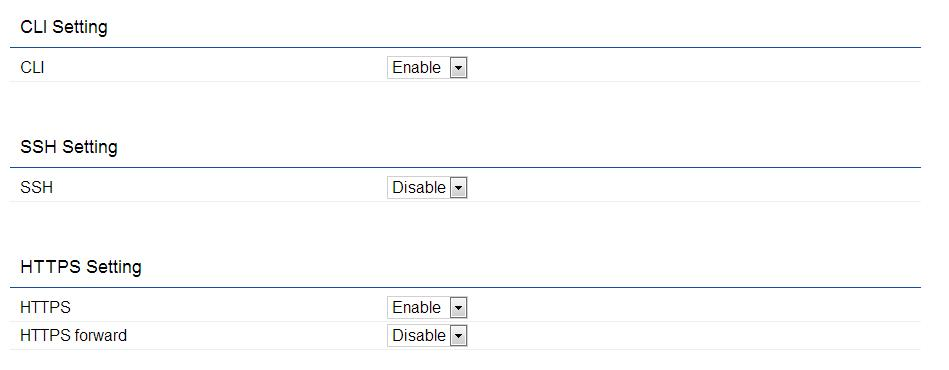 CLI Setting
CLI Enable
SSH Setting
SSH Disable
HTTPS Setting
HTTPS Enable
HTTPS forward Disable